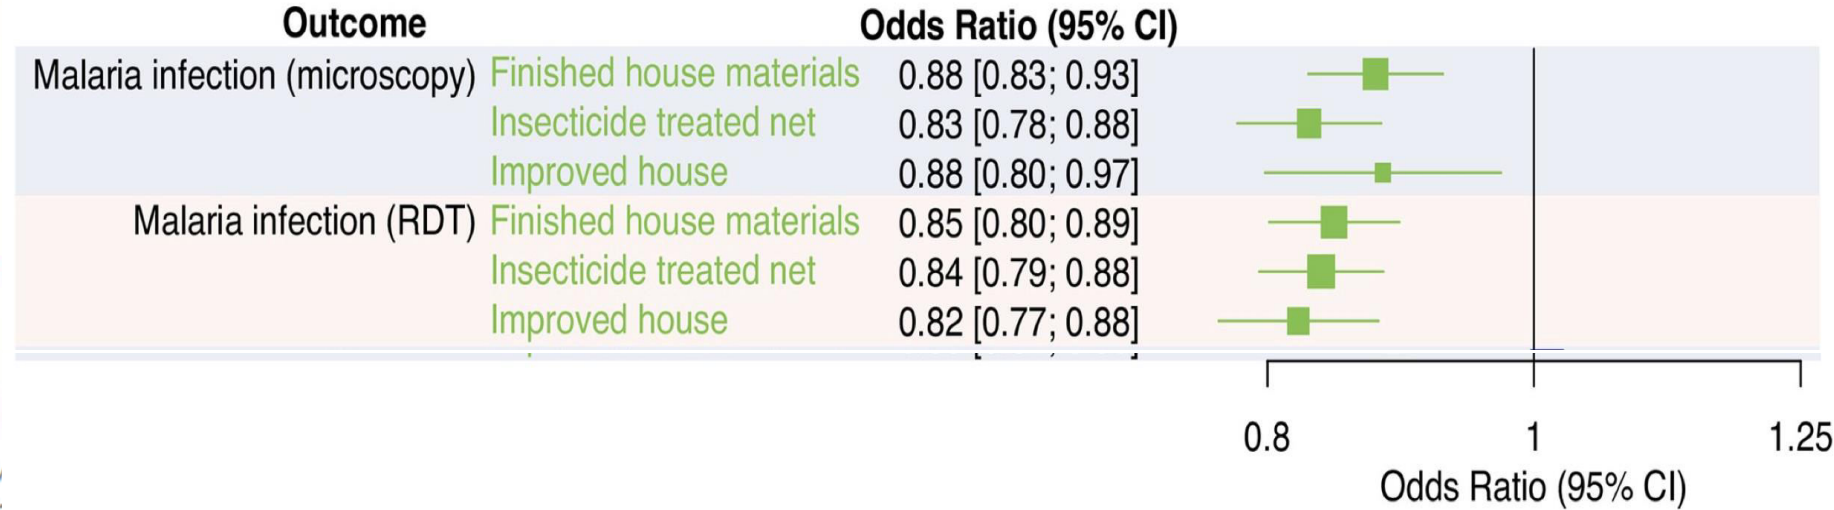 Outcome Odds Ratio (95% CI)
Malaria infection (microscopy) Finished house materials 0.88 [0.83; 0.93]
Insecticide treated net 0.83 [0.78; 0.88]
Improved house 0.88 [0.80; 0.97]
Malaria infection (RDT) Finished house materials 0.85 [0.80; 0.89]
Insecticide treated net 0.84 [0.79; 0.88]
Improved house 0.82 [0.77; 0.88]
0.8 1 1.25
Odds Ratio (95% CI)